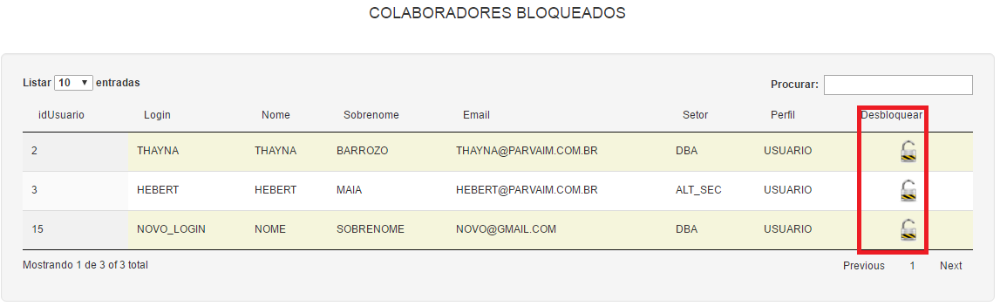 COLABORADORES BLOQUEADOS
Listar 10 entradas Procurar:
idUsuario Login Nome Sobrenome Email Setor Perfil Desbloquear
2 THAYNA THAYNA BARROZO THAYNA@PARVAIM.COM.BR DBA USUARIO
3 HEBERT HEBERT MAIA HEBERT@PARVAIM.COM.BR ALT_SEC USUARIO
15 NOVO_LOGIN NOME SOBRENOME NOVO@GMAIL.COM DBA USUARIO
Mostrando 1 de 3 of 3 total Previous 1 Next